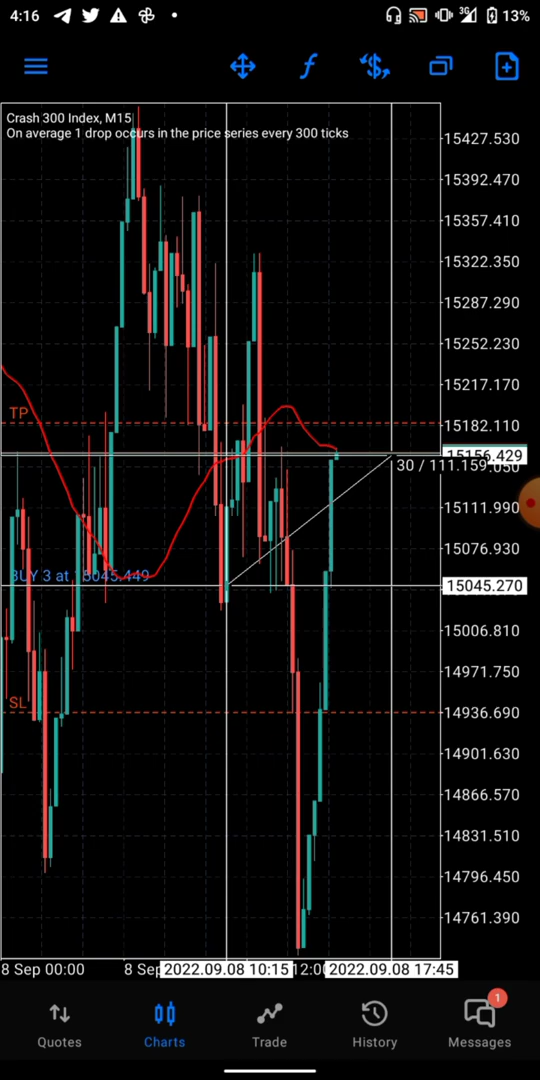 4:16
3G
13%
Crash 300 Index, M15
On average 1 drop occurs in the price series every 300 ticks
15427.530
15392.470
15357.410
15322.350
15287.290
15252.230
15217.170
TP
15182.110
15156.429
30 / 111.159
15111.990
15076.930
BUY 3 at 15045.449
15045.270
15006.810
14971.750
SL
14936.690
14901.630
14866.570
14831.510
14796.450
14761.390
8 Sep 00:00
8 Sep
2022.09.08 10:15
12:0
2022.09.08 17:45
1
Quotes
Charts
Trade
History
Messages